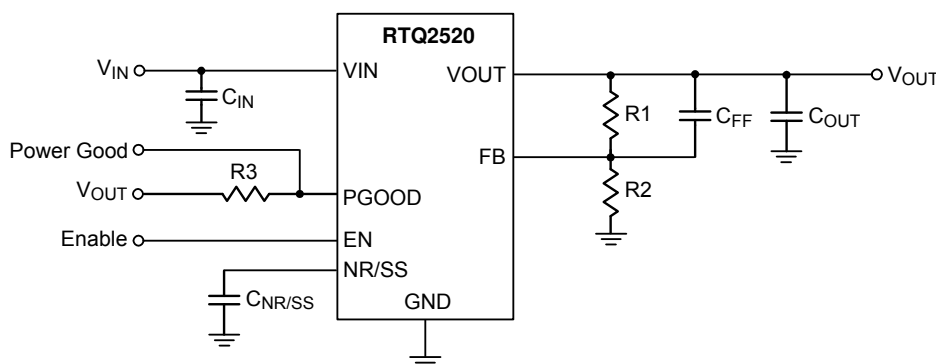 RTQ2520
VIN
VIN
CIN
VOUT
VOUT
R1
CFF
COUT
Power Good
FB
R3
VOUT
PGOOD
R2
Enable
EN
NR/SS
CNR/SS
GND